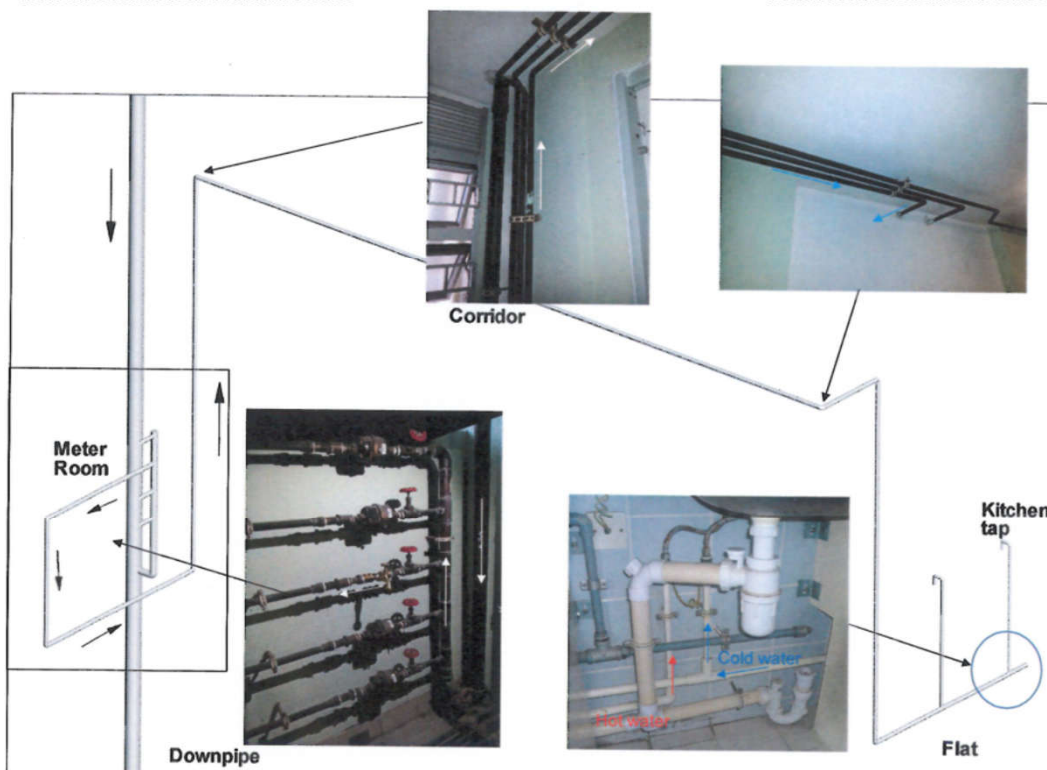 Corridor
Meter
Room
Kitchen
tap
Cold water
Hot water
Downpipe
Flat